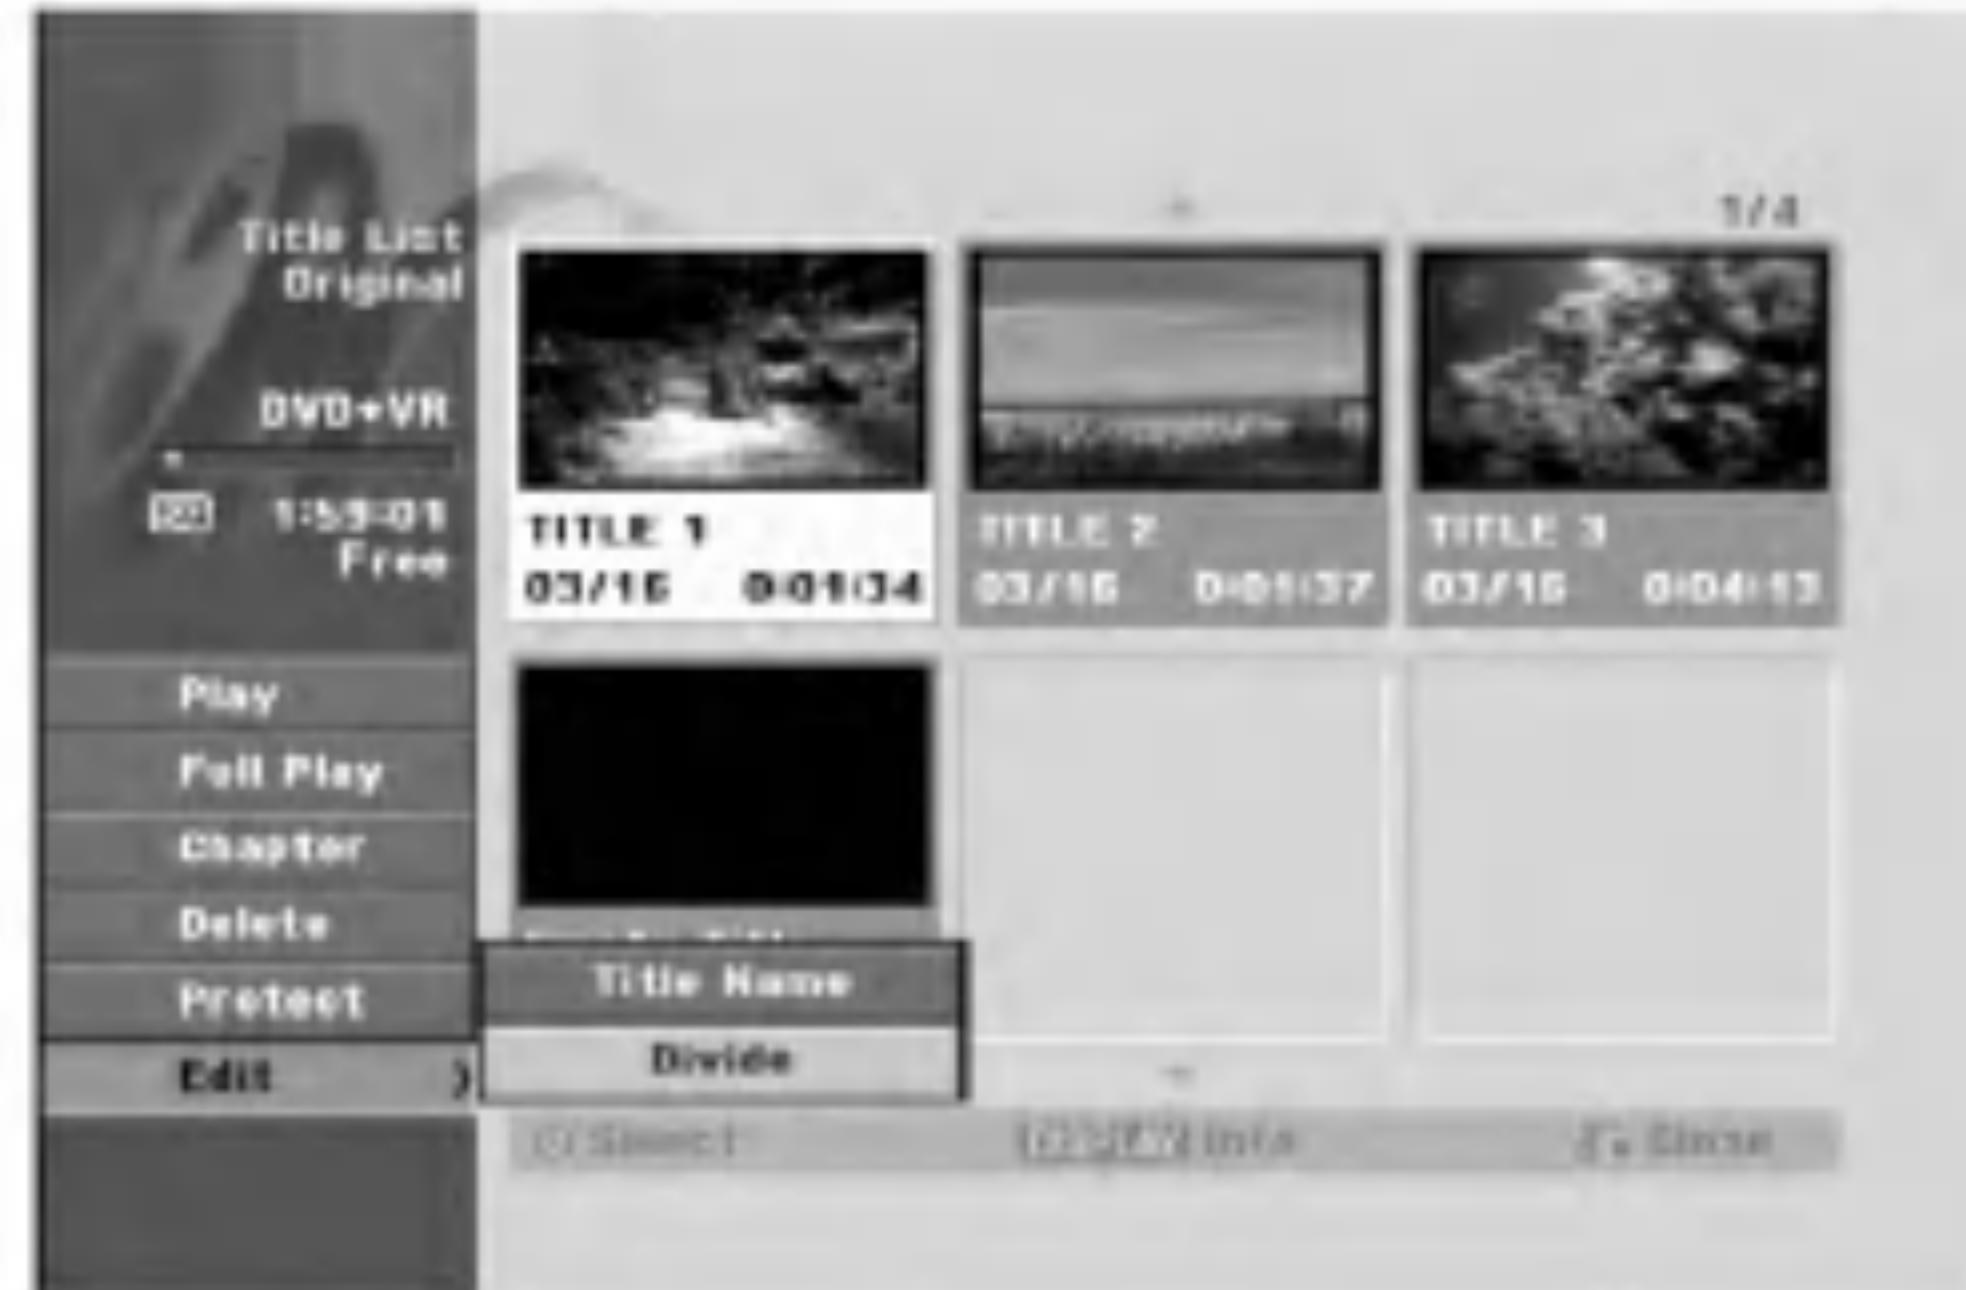 Title List
Original
DVD+VR
1:59:01
Free
Play
Full Play
Chapter
Delete
Protect
Edit >
1/4
TITLE 1
03/16 0:01:34
TITLE 2
03/16 0:01:37
TITLE 3
03/16 0:04:13
Title Name
Divide
Select
Info
Close